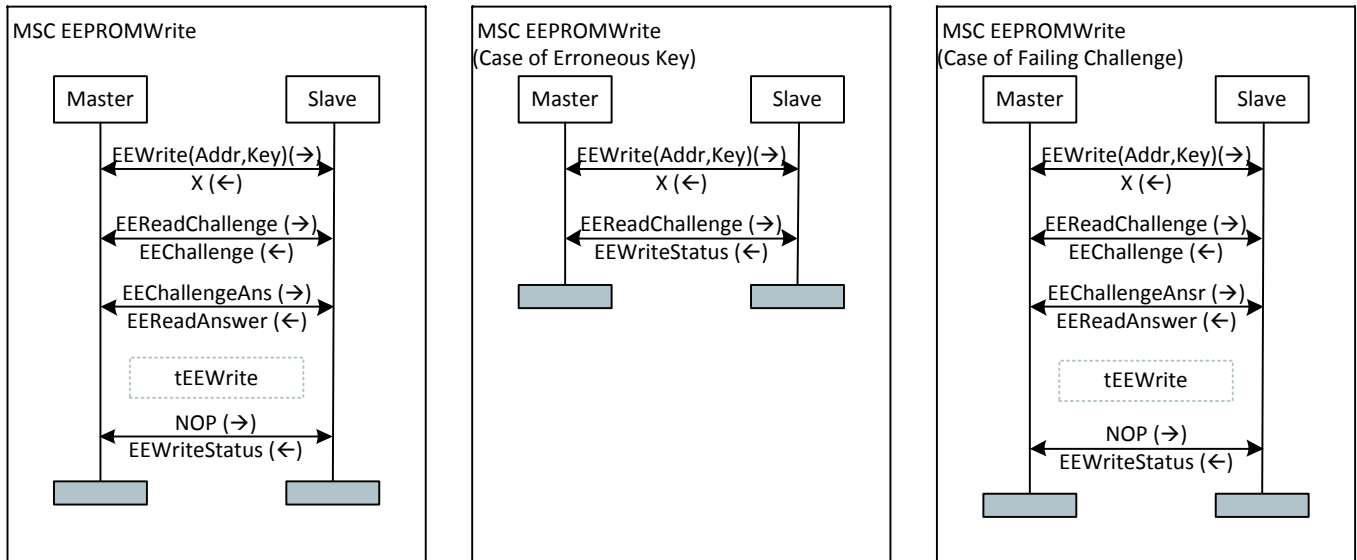 MSC EEPROMWrite
Master
Slave
EEWrite(Addr,Key)(→)
X (←)
EEReadChallenge (→)
EEChallenge (←)
EEChallengeAns (→)
EEReadAnswer (←)
tEEWrite
NOP (→)
EEWriteStatus (←)
MSC EEPROMWrite
(Case of Erroneous Key)
Master
Slave
EEWrite(Addr,Key)(→)
X (←)
EEReadChallenge (→)
EEWriteStatus (←)
MSC EEPROMWrite
(Case of Failing Challenge)
Master
Slave
EEWrite(Addr,Key)(→)
X (←)
EEReadChallenge (→)
EEChallenge (←)
EEChallengeAnsr (→)
EEReadAnswer (←)
tEEWrite
NOP (→)
EEWriteStatus (←)